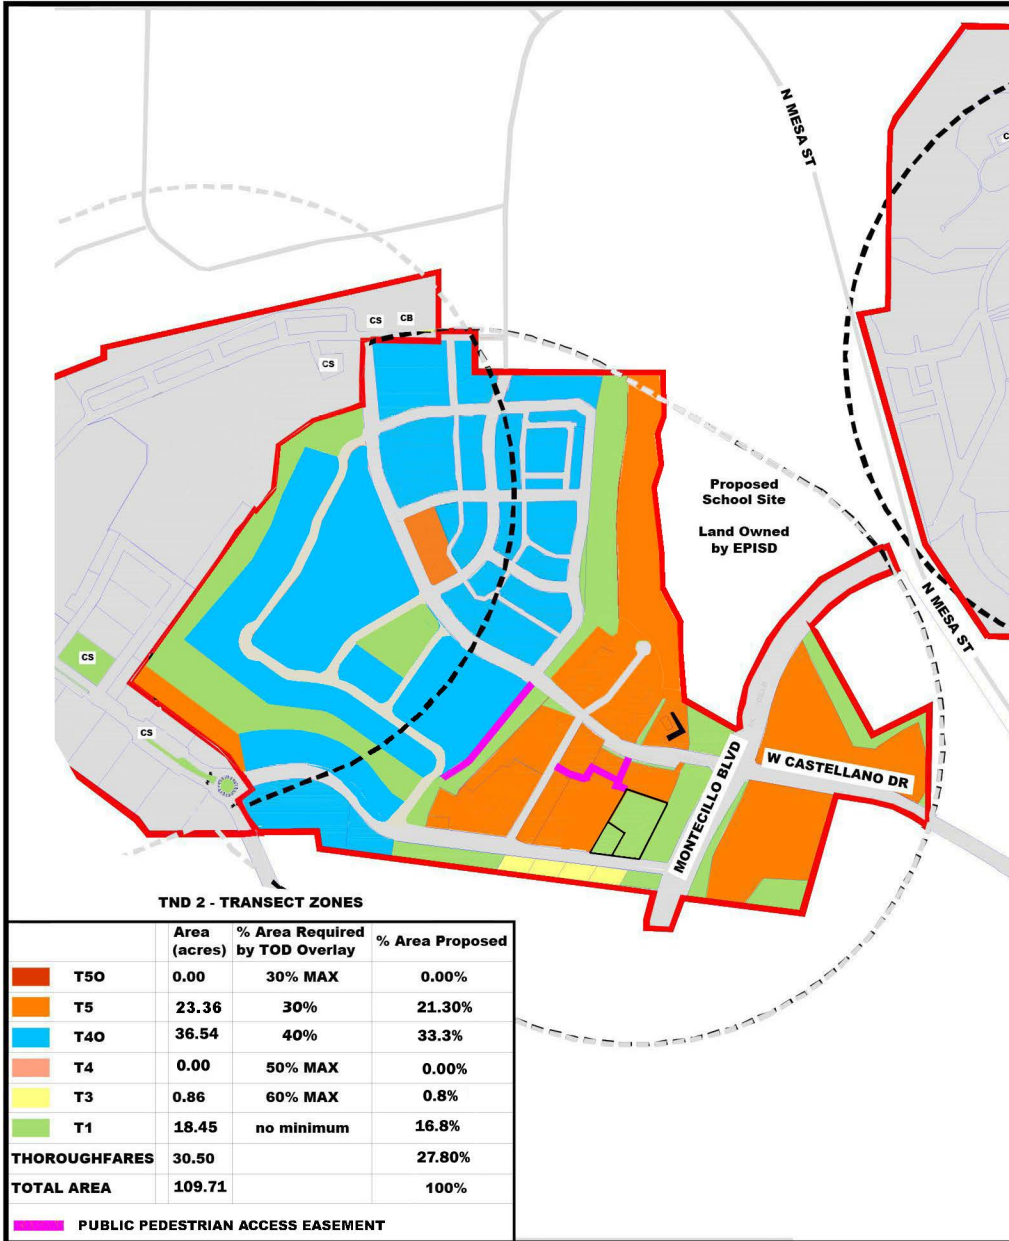 N MESA ST
C
CS
CB
CS
Proposed
School Site
Land Owned
by EPISD
N MESA ST
CS
CS
MONTECILLO BLVD
W CASTELLANO DR
TND 2 - TRANSECT ZONES
Area (acres) % Area Required by TOD Overlay % Area Proposed
T5O 0.00 30% MAX 0.00%
T5 23.36 30% 21.30%
T4O 36.54 40% 33.3%
T4 0.00 50% MAX 0.00%
T3 0.86 60% MAX 0.8%
T1 18.45 no minimum 16.8%
THOROUGHFARES 30.50 27.80%
TOTAL AREA 109.71 100%
PUBLIC PEDESTRIAN ACCESS EASEMENT